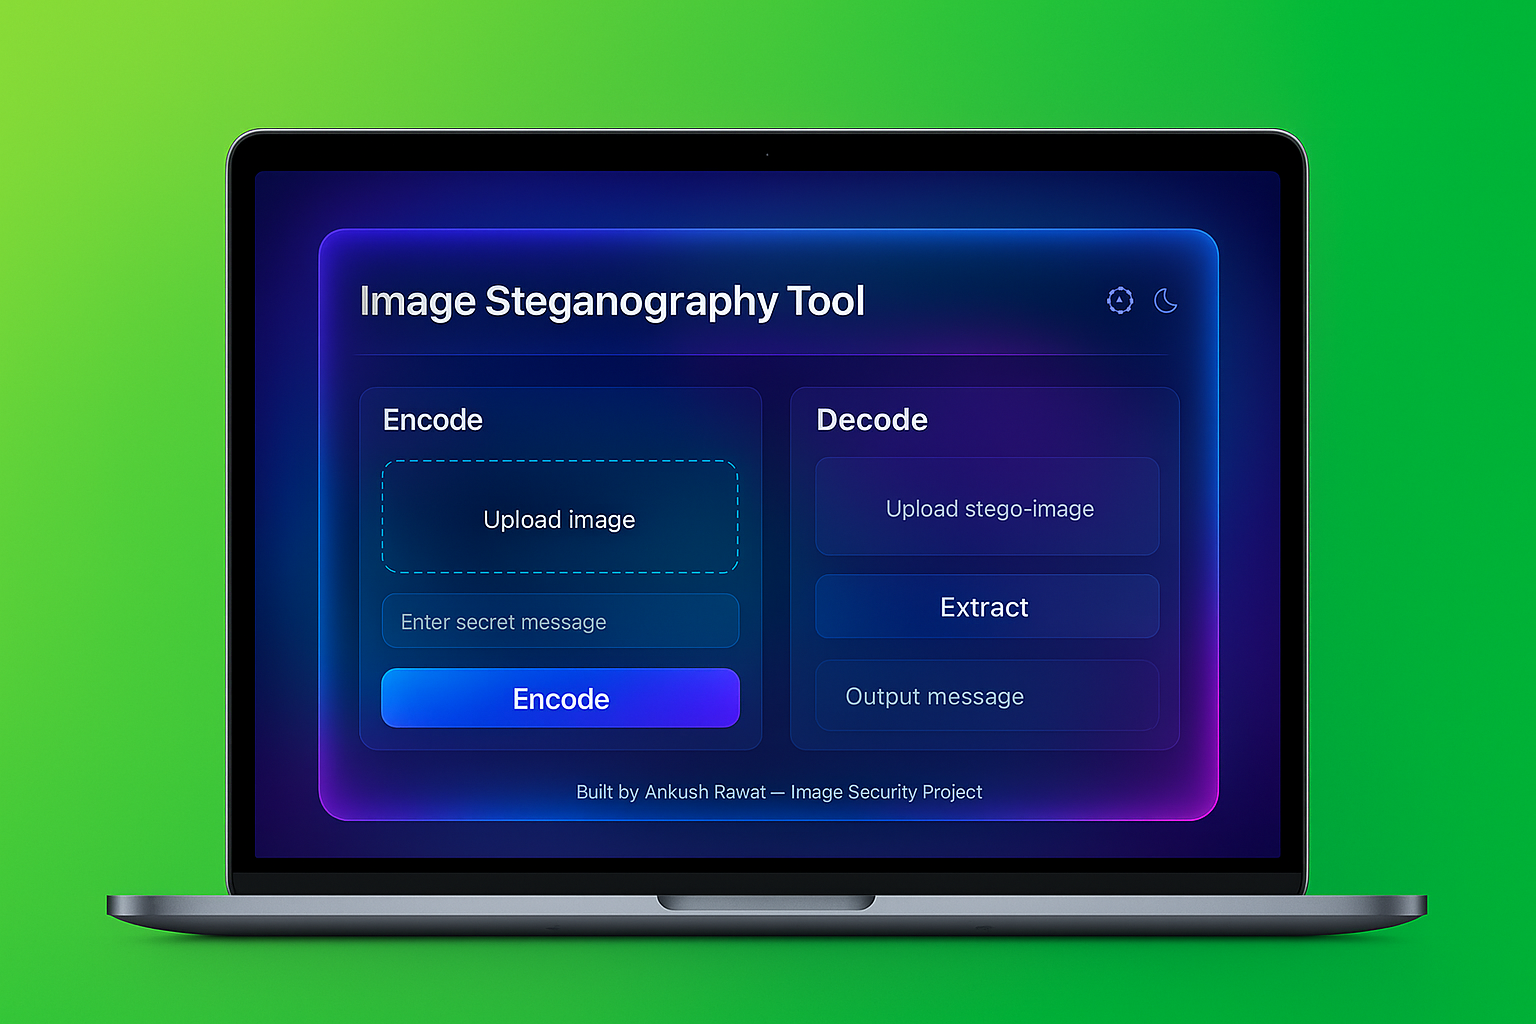 Image Steganography Tool
Encode
Upload image
Enter secret message
Encode
Decode
Upload stego-image
Extract
Output message
Built by Ankush Rawat — Image Security Project